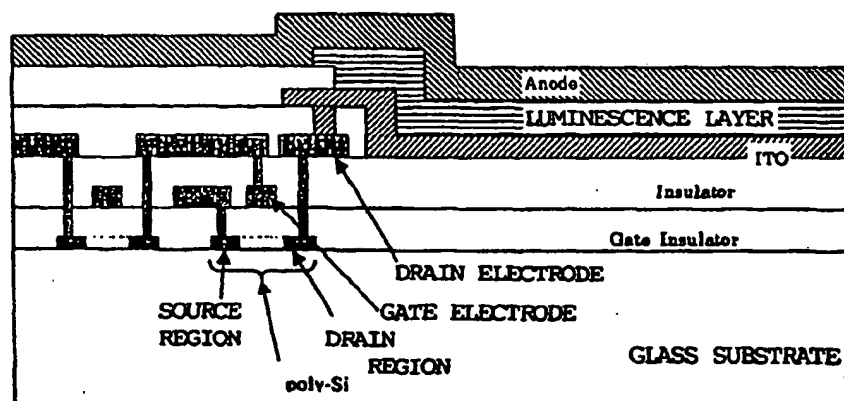 Anode
LUMINESCENCE LAYER
ITO
Insulator
Gate Insulator
DRAIN ELECTRODE
SOURCE
REGION
GATE ELECTRODE
DRAIN
REGION
poly-Si
GLASS SUBSTRATE